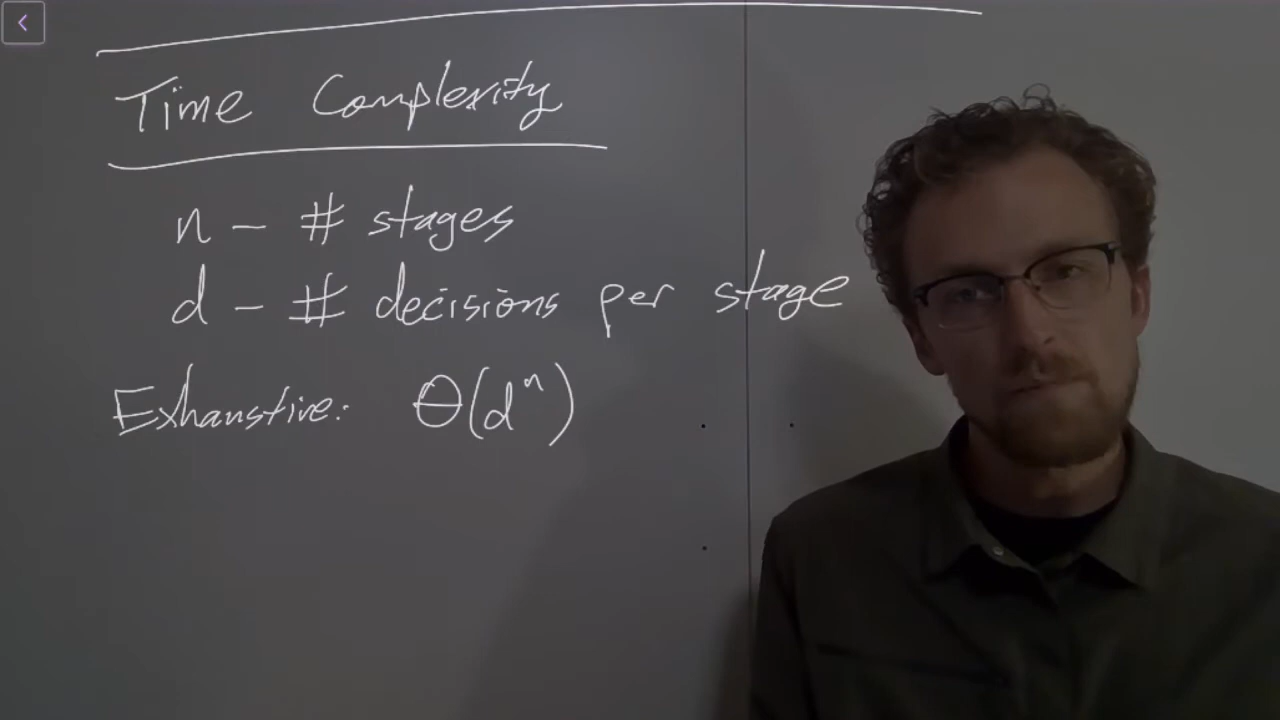 Time Complexity
n - # stages
d - # decisions per stage
Exhaustive: Θ(dⁿ)